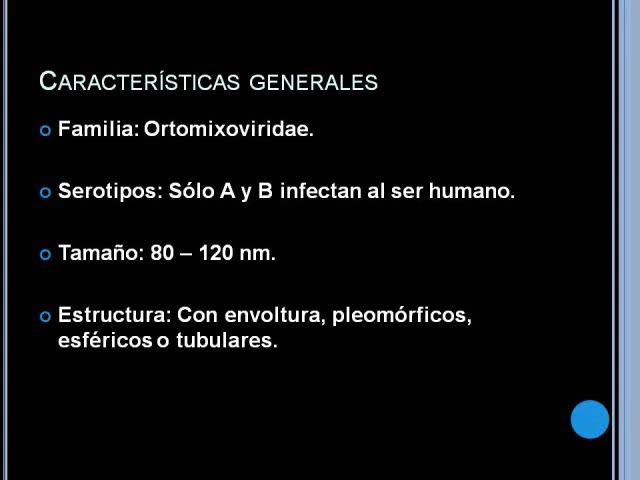 Características generales
Familia: Ortomixoviridae.
Serotipos: Sólo A y B infectan al ser humano.
Tamaño: 80 – 120 nm.
Estructura: Con envoltura, pleomórficos,
esféricos o tubulares.